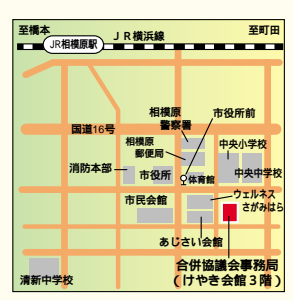 至橋本
至町田
ＪＲ横浜線
JR相模原駅
相模原
警察署
市役所前
国道16号
相模原
郵便局
中央小学校
消防本部
市役所
体育館
中央中学校
市民会館
ウェルネス
さがみはら
あじさい会館
合併協議会事務局
（けやき会館３階）
清新中学校